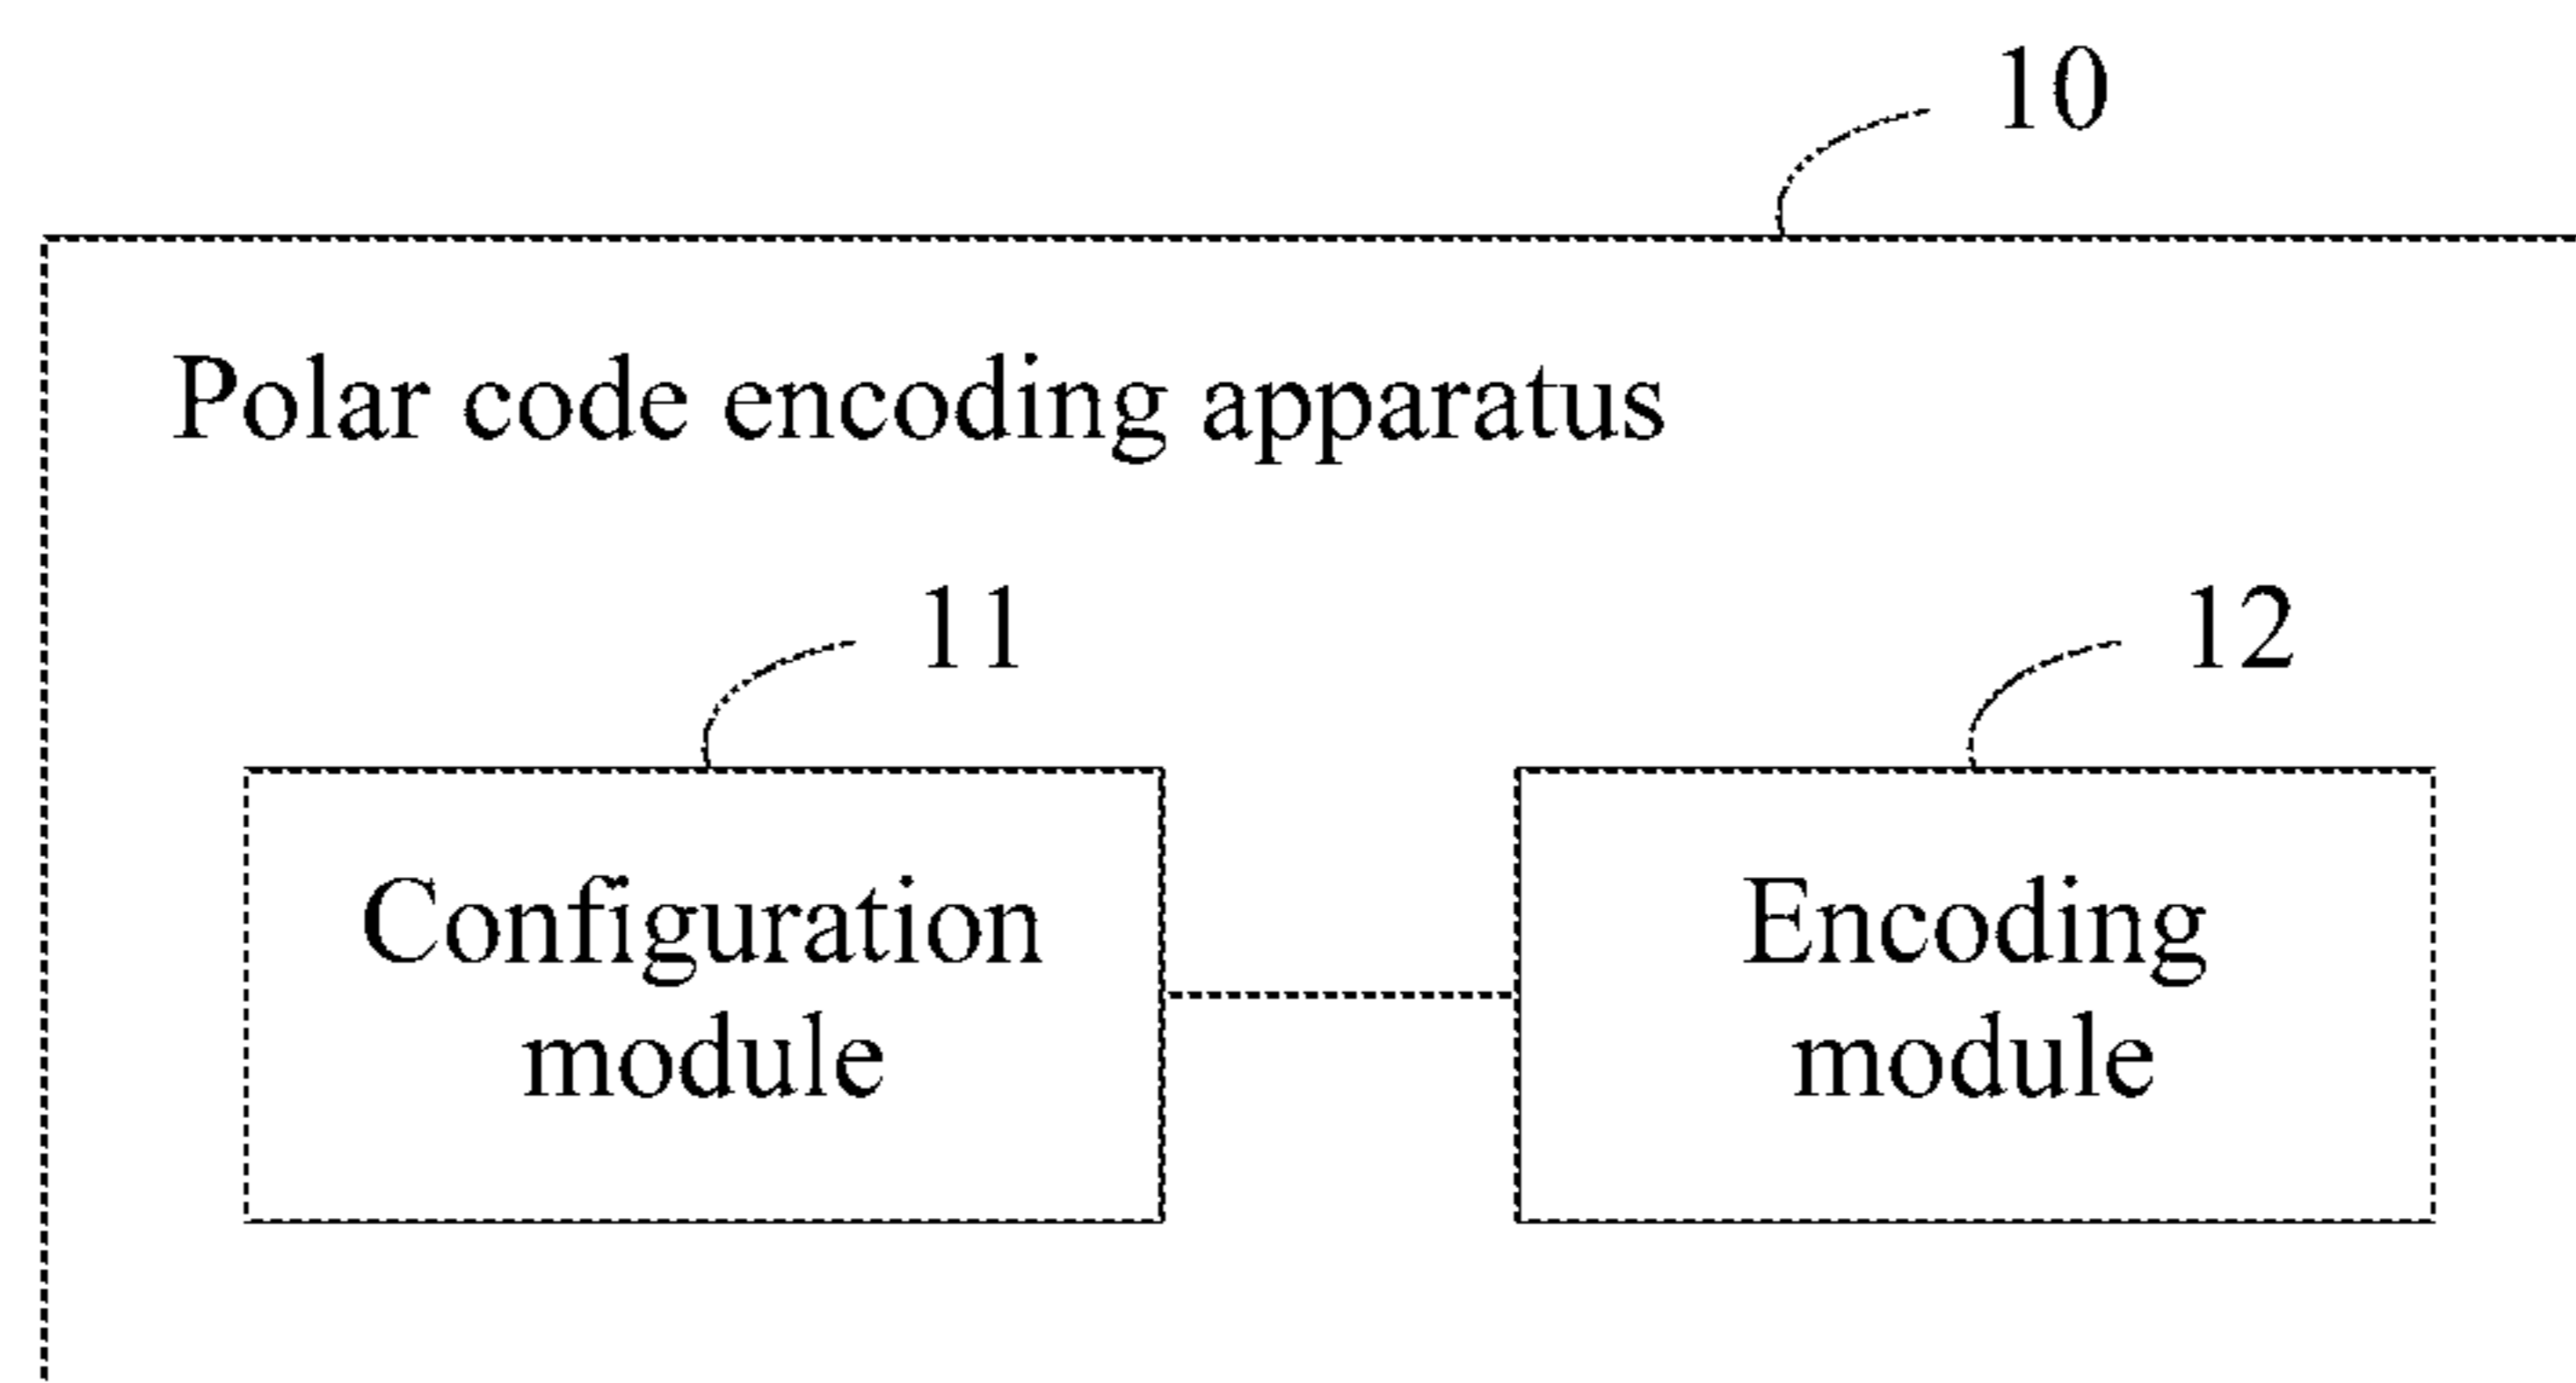 10
Polar code encoding apparatus
11
12
Configuration
module
Encoding
module